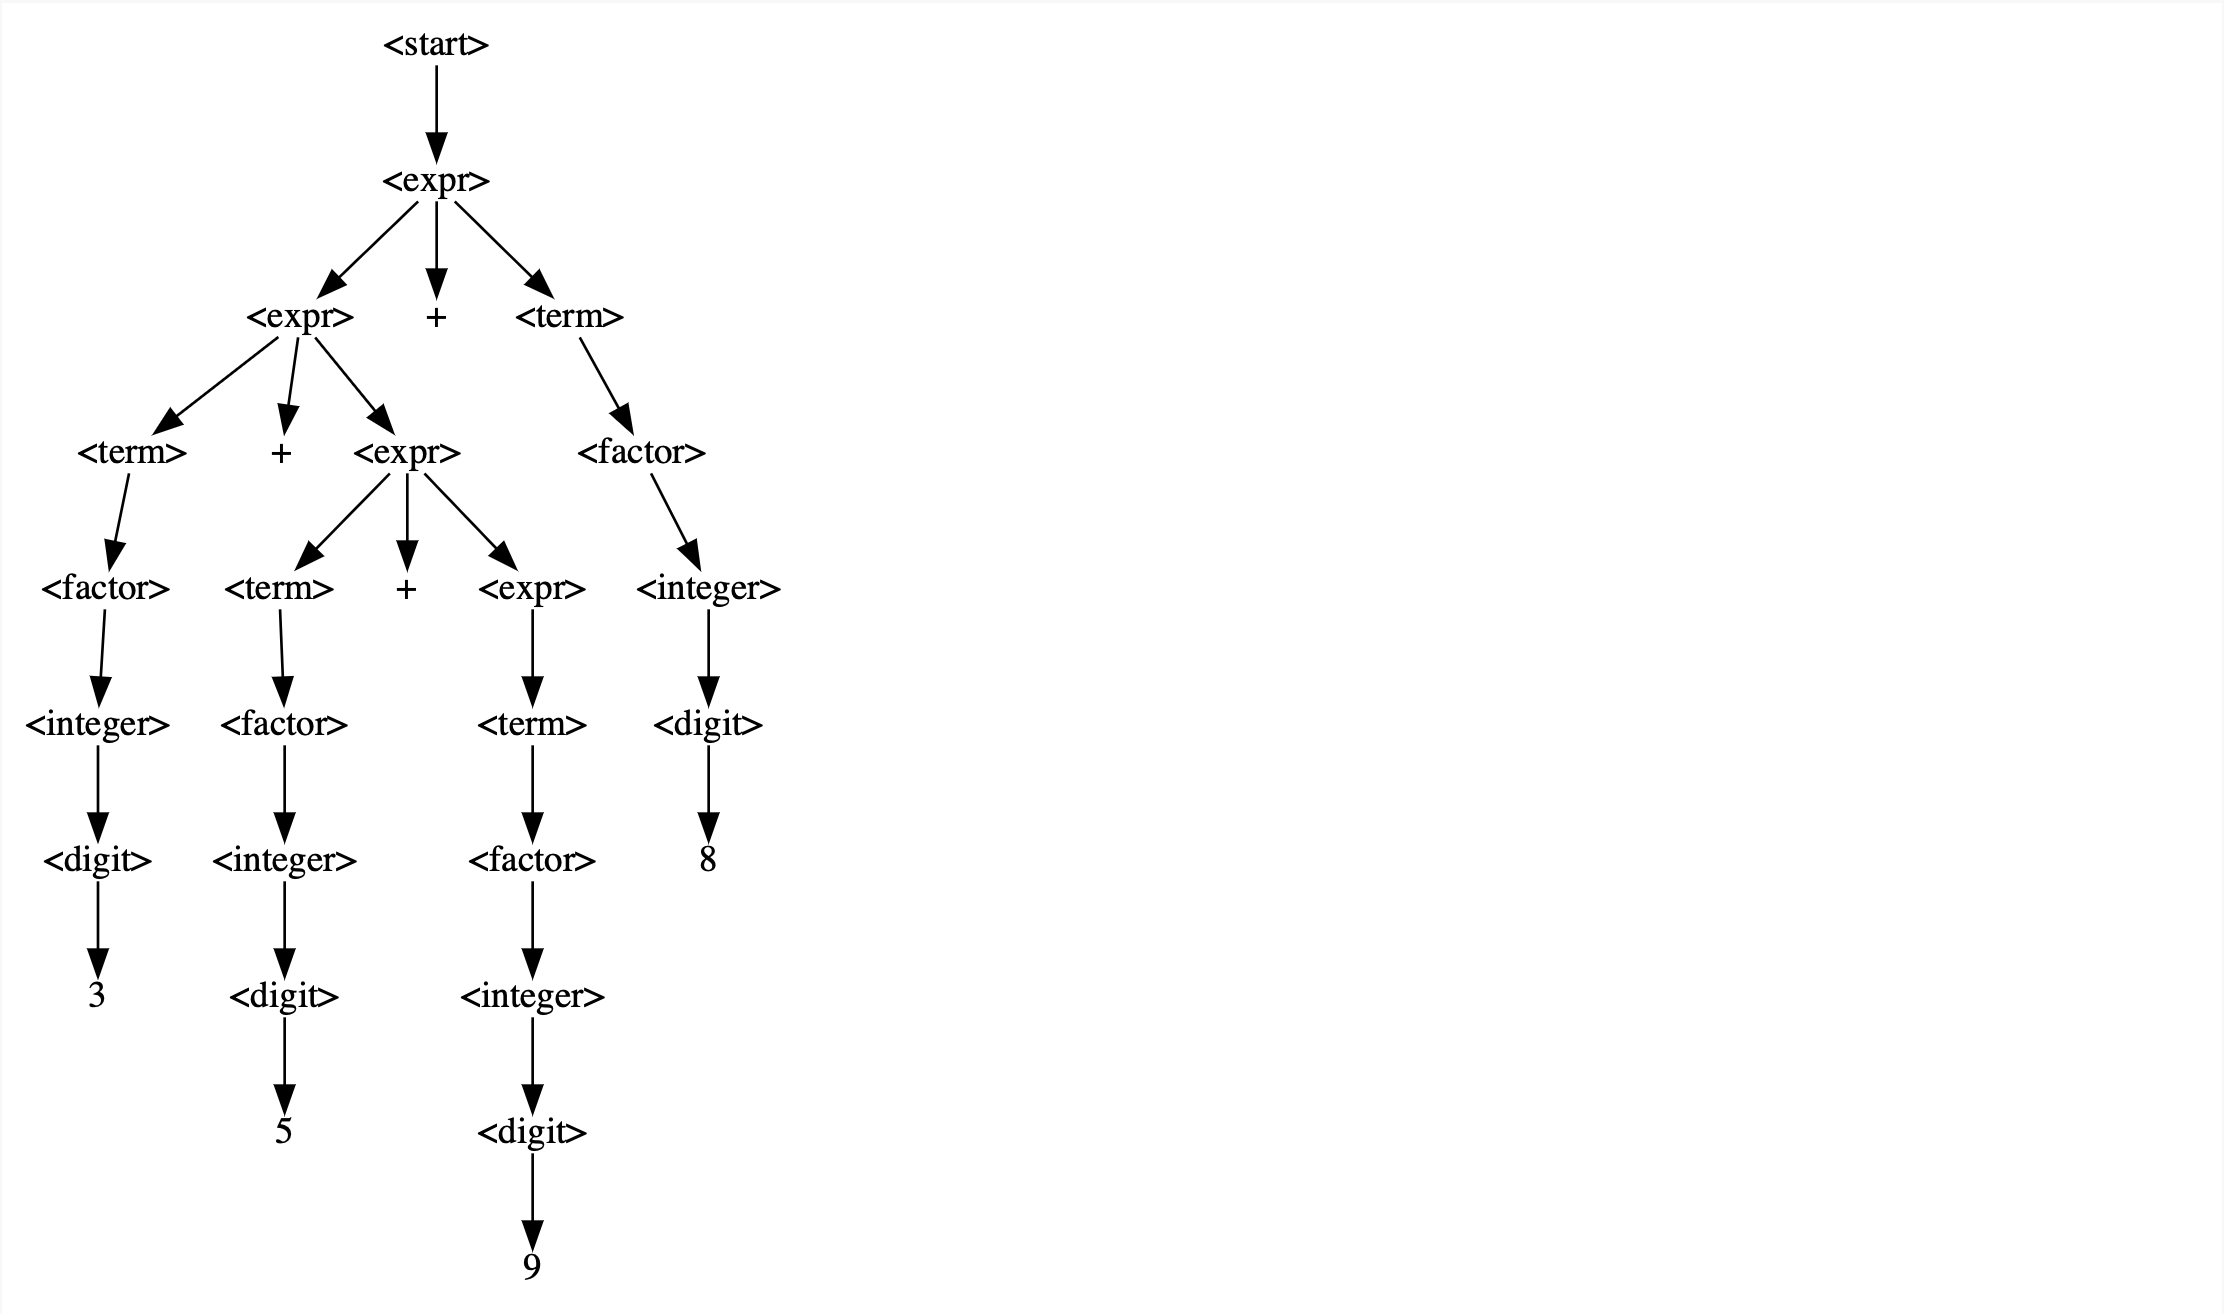 <start>
<expr>
<expr> + <term>
<term> + <expr> <factor>
<factor> <term> + <expr> <integer>
<integer> <factor> <term> <digit>
<digit> <integer> <factor> 8
3 <digit> <integer>
5 <digit>
9